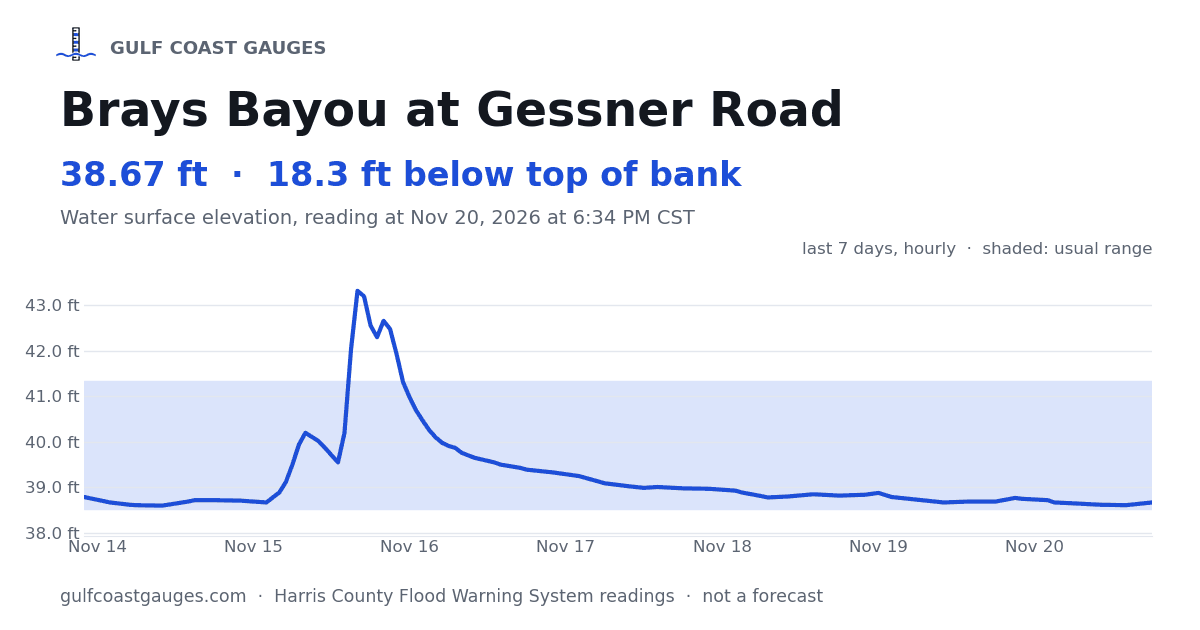 GULF COAST GAUGES
Brays Bayou at Gessner Road
38.67 ft · 18.3 ft below top of bank
Water surface elevation, reading at Nov 20, 2026 at 6:34 PM CST
last 7 days, hourly · shaded: usual range
43.0 ft
42.0 ft
41.0 ft
40.0 ft
39.0 ft
38.0 ft
Nov 14 Nov 15 Nov 16 Nov 17 Nov 18 Nov 19 Nov 20
gulfcoastgauges.com · Harris County Flood Warning System readings · not a forecast